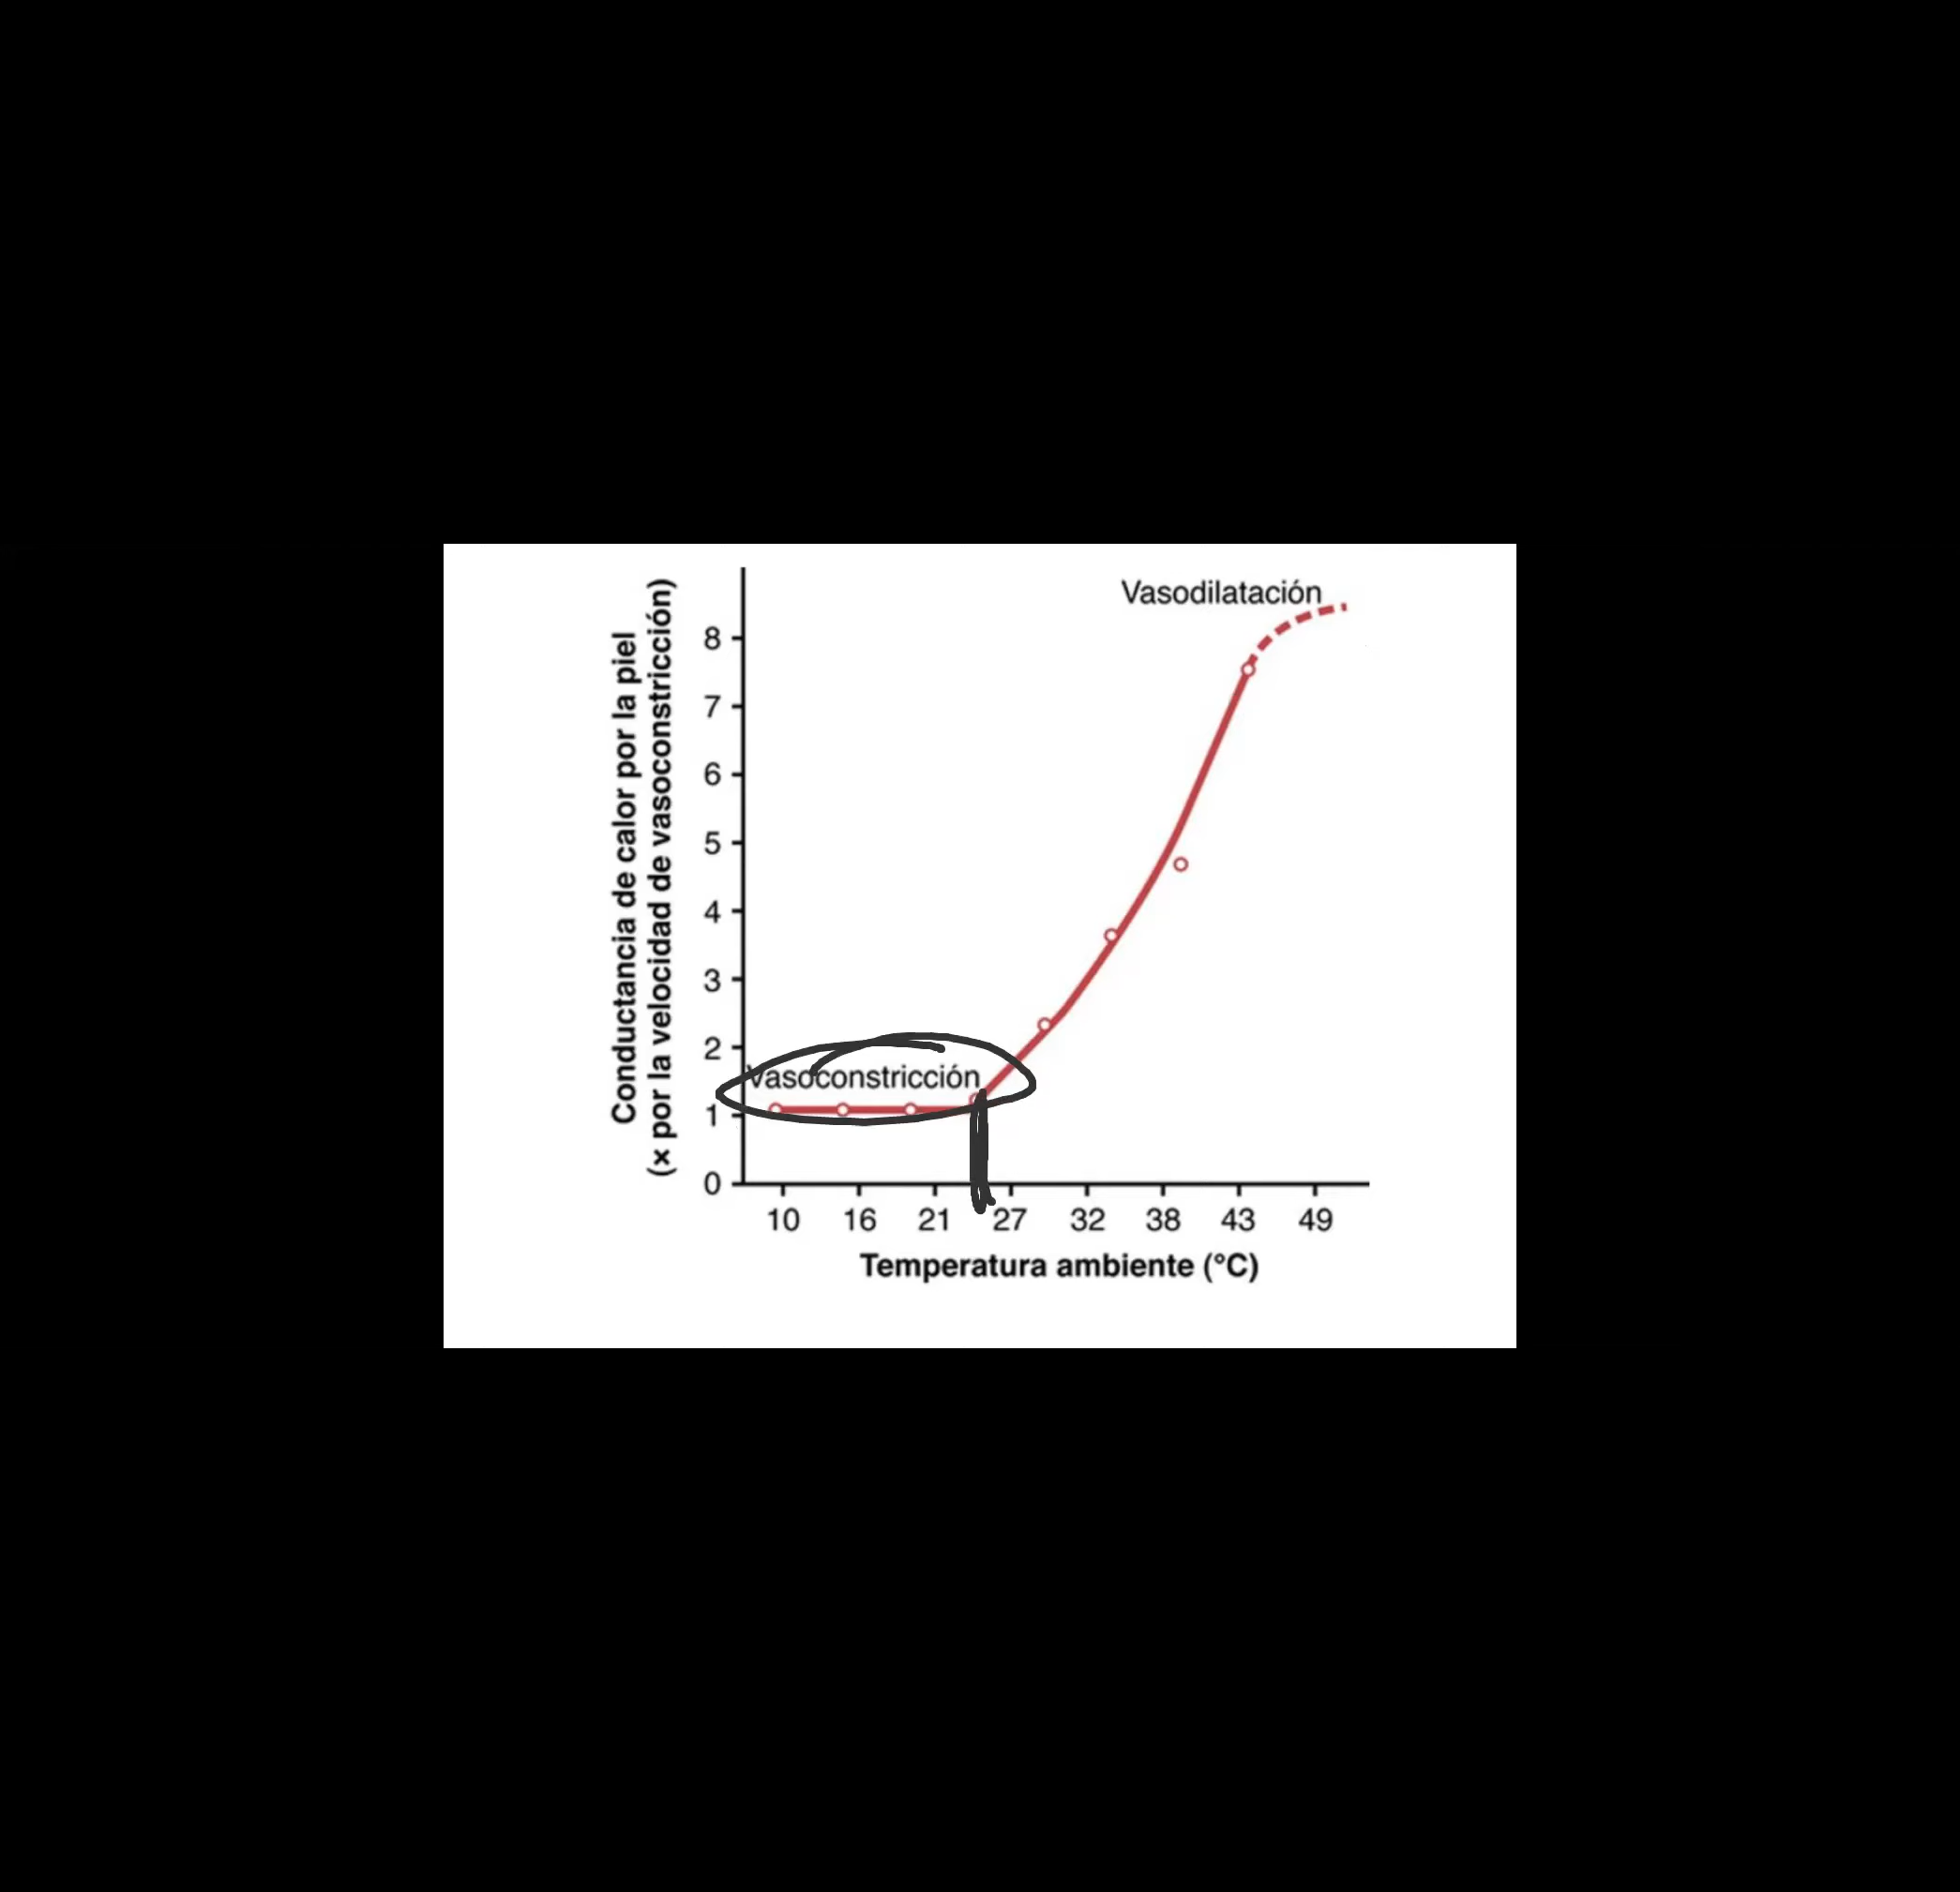 Vasodilatación
Conductancia de calor por la piel
(× por la velocidad de vasoconstricción)
8
7
6
5
4
3
2
Vasoconstricción
1
0
10 16 21 27 32 38 43 49
Temperatura ambiente (°C)